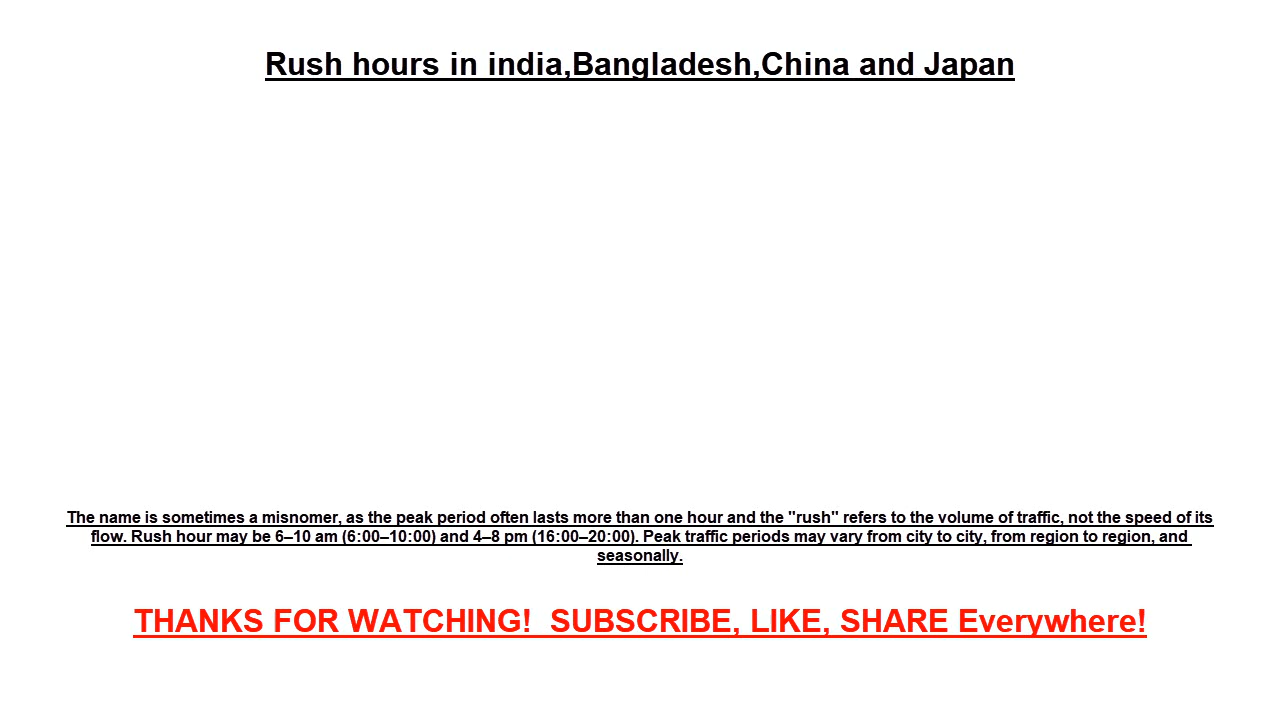 Rush hours in india,Bangladesh,China and Japan
The name is sometimes a misnomer, as the peak period often lasts more than one hour and the "rush" refers to the volume of traffic, not the speed of its
flow. Rush hour may be 6–10 am (6:00–10:00) and 4–8 pm (16:00–20:00). Peak traffic periods may vary from city to city, from region to region, and
seasonally.
THANKS FOR WATCHING!  SUBSCRIBE, LIKE, SHARE Everywhere!